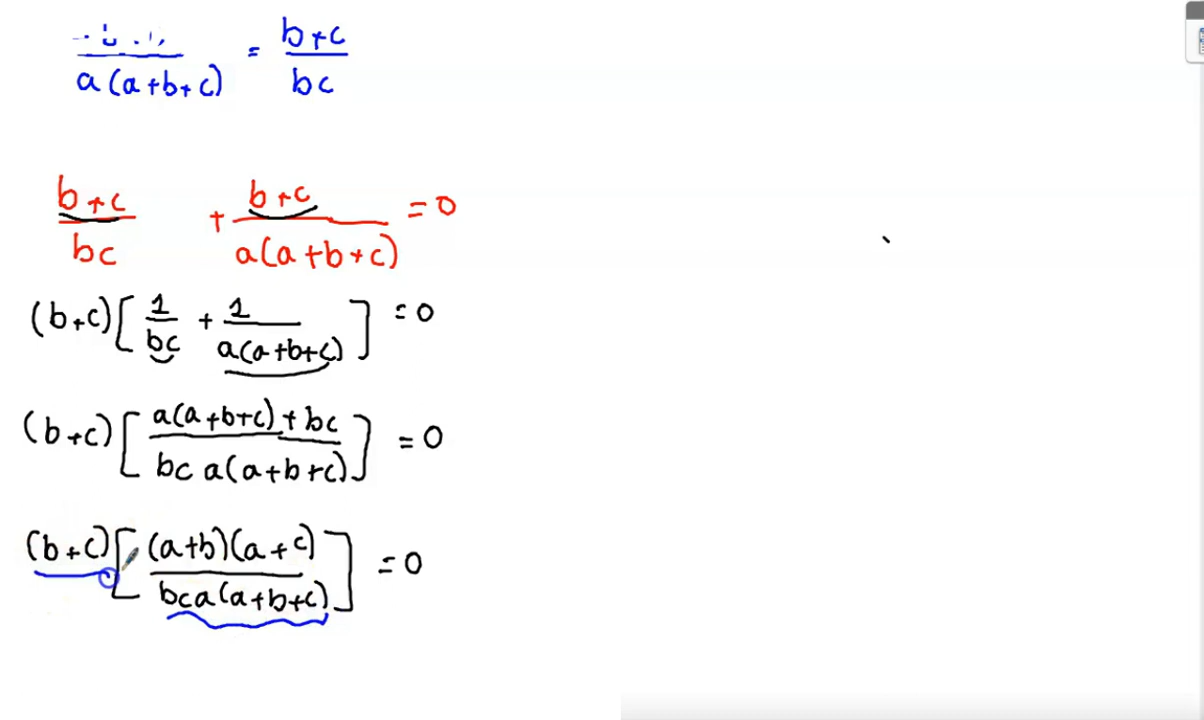 /a(a+b+c) = (b+c)/bc
(b+c)/bc + (b+c)/a(a+b+c) = 0
(b+c)[1/bc + 1/a(a+b+c)] = 0
(b+c)[(a(a+b+c)+bc)/(bc a(a+b+c))] = 0
(b+c)[(a+b)(a+c)/(bca(a+b+c))] = 0